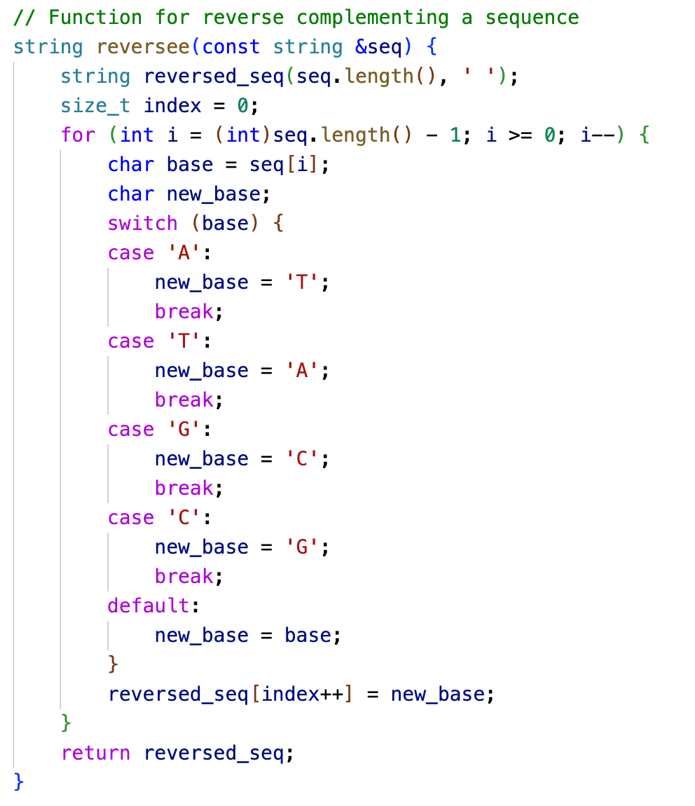 // Function for reverse complementing a sequence
string reversee(const string &seq) {
    string reversed_seq(seq.length(), ' ');
    size_t index = 0;
    for (int i = (int)seq.length() - 1; i >= 0; i--) {
        char base = seq[i];
        char new_base;
        switch (base) {
        case 'A':
            new_base = 'T';
            break;
        case 'T':
            new_base = 'A';
            break;
        case 'G':
            new_base = 'C';
            break;
        case 'C':
            new_base = 'G';
            break;
        default:
            new_base = base;
        }
        reversed_seq[index++] = new_base;
    }
    return reversed_seq;
}